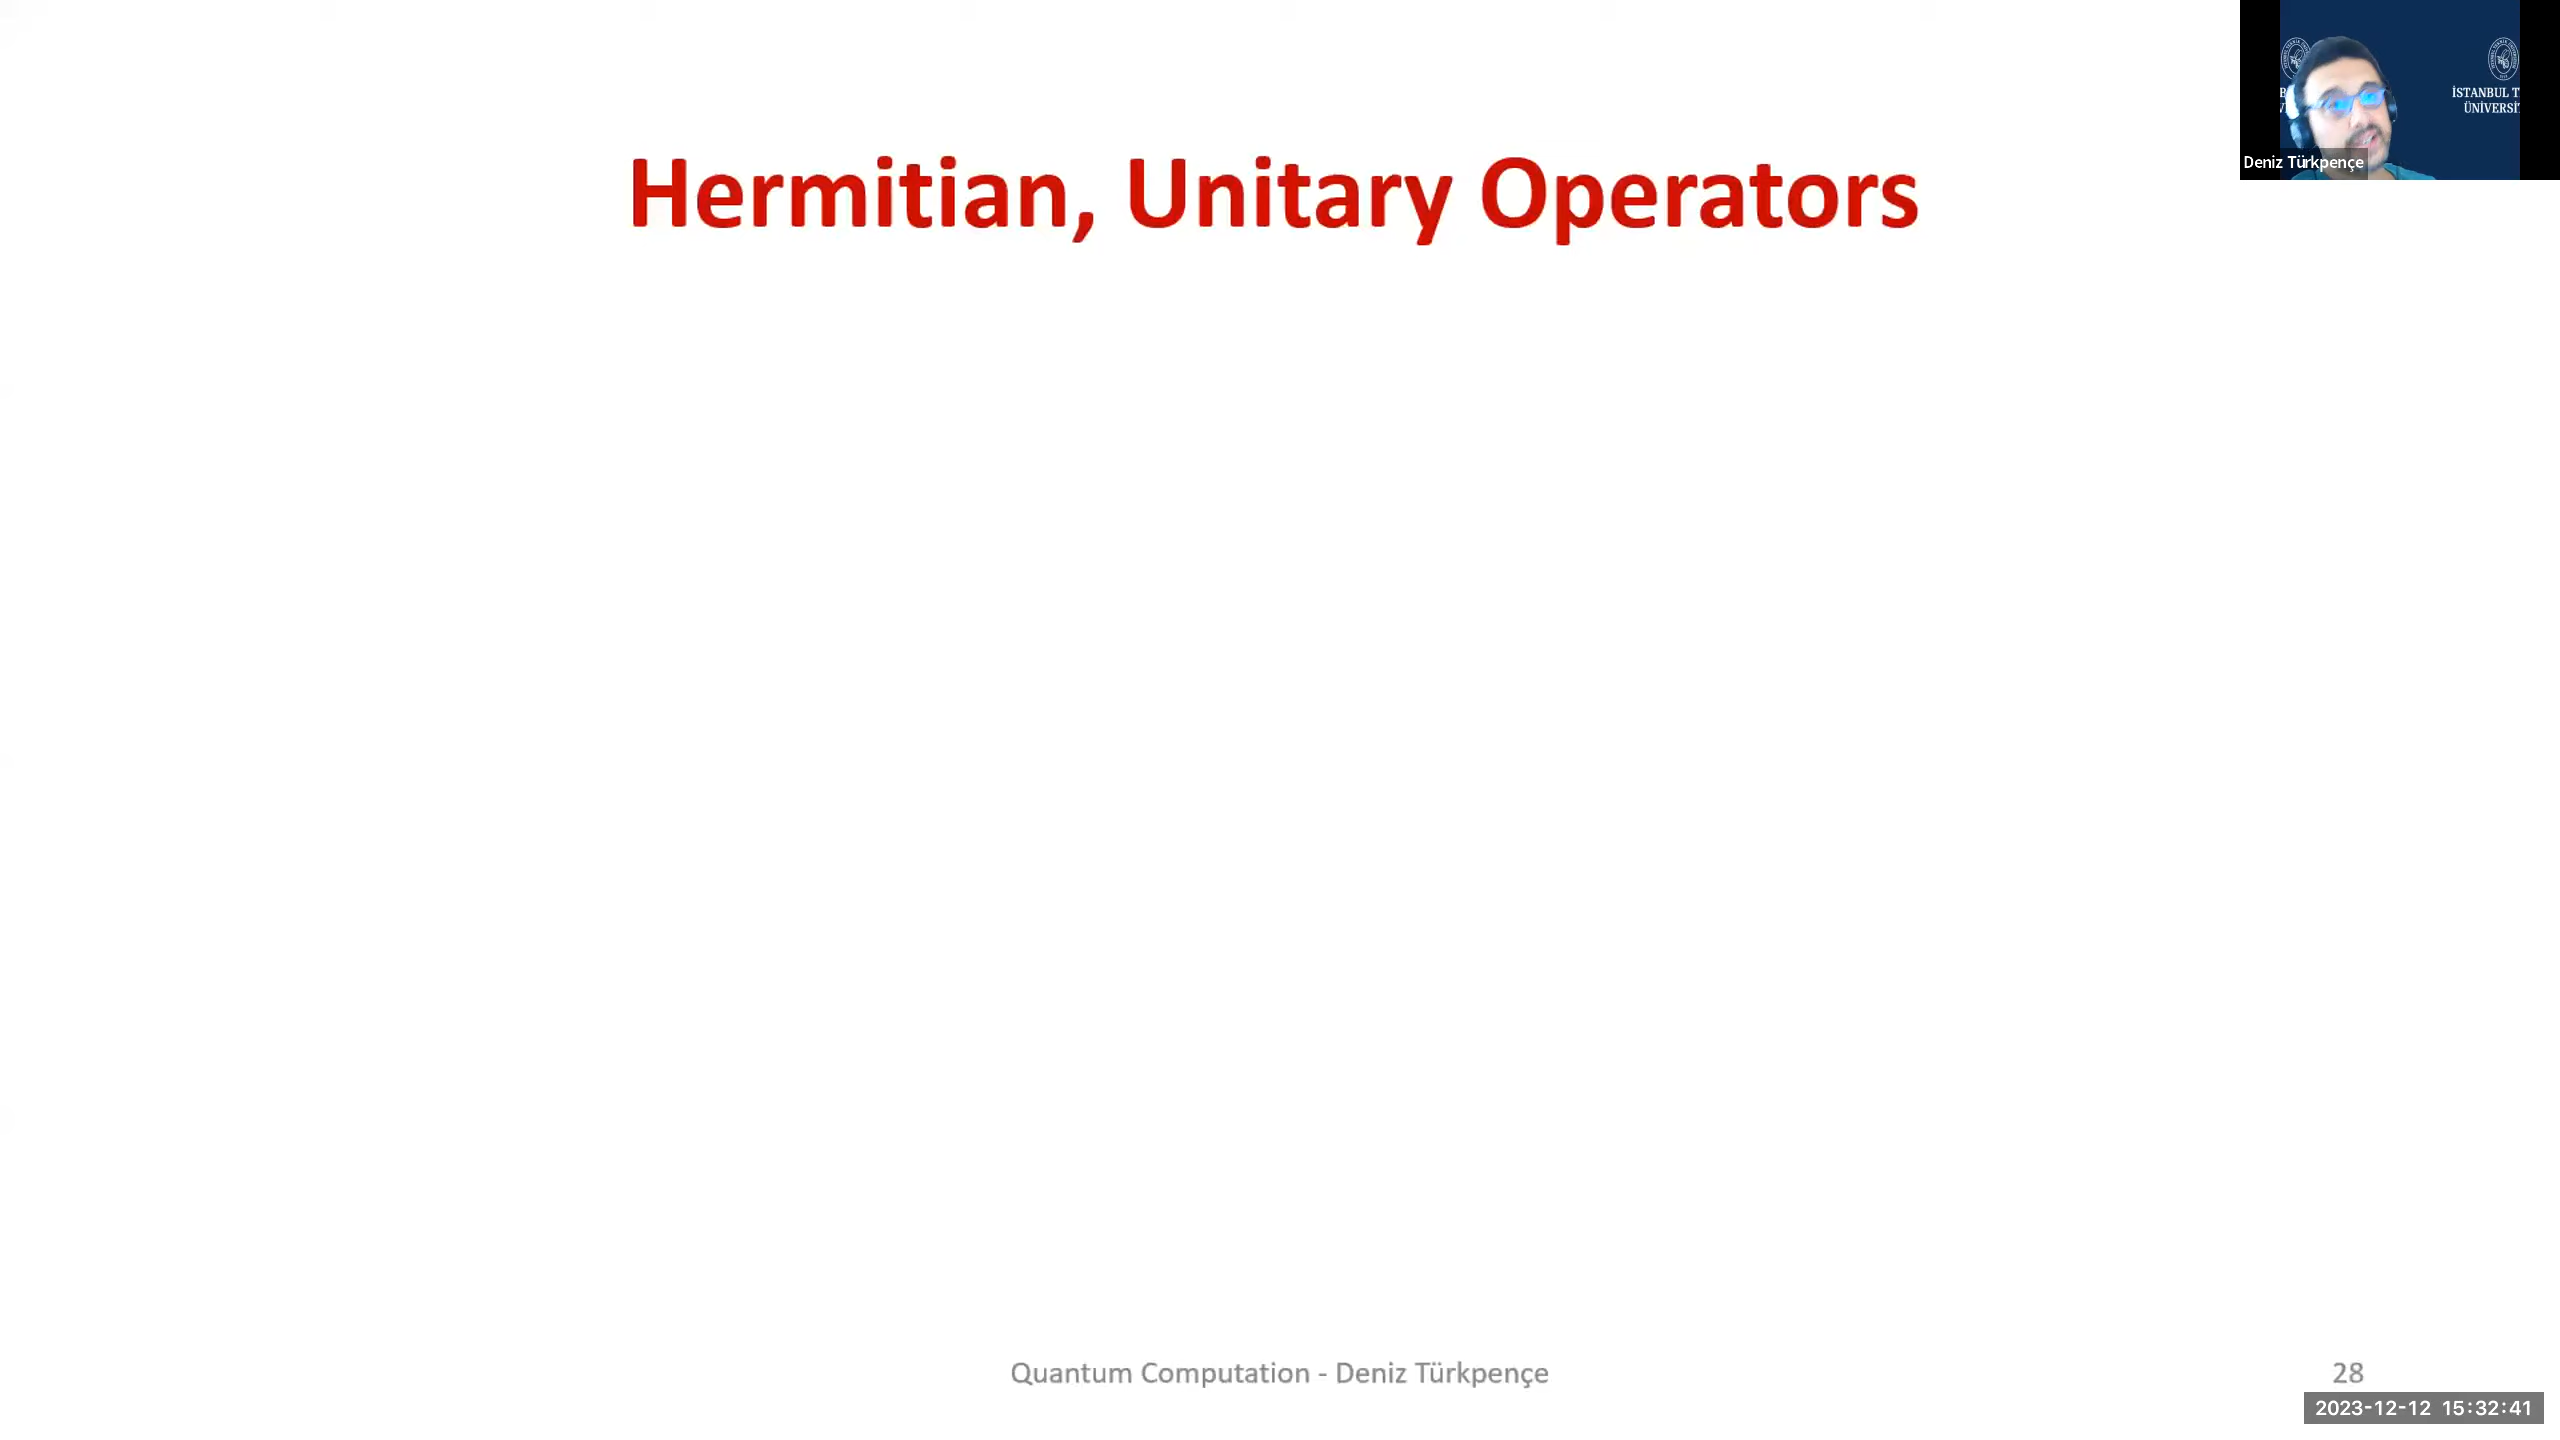 Hermitian, Unitary Operators
İSTANBUL T
ÜNİVERSİ
Deniz Türkpençe
Quantum Computation - Deniz Türkpençe
28
2023-12-12 15:32:41